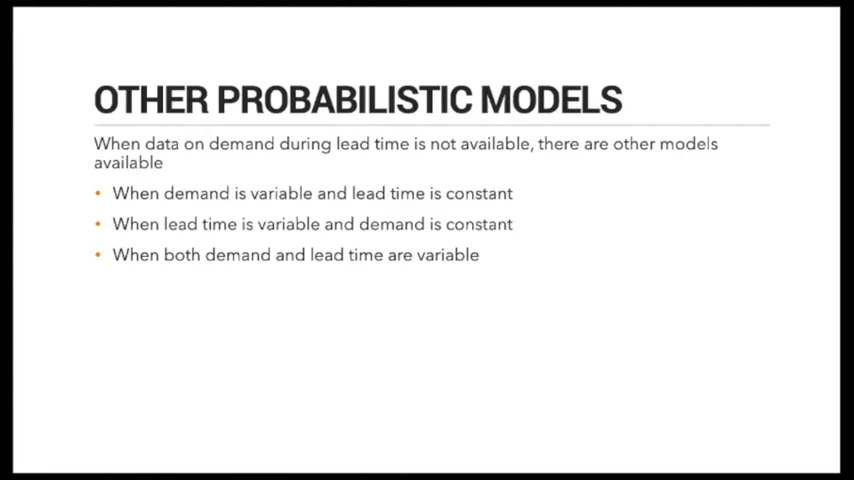 OTHER PROBABILISTIC MODELS
When data on demand during lead time is not available, there are other models
available
• When demand is variable and lead time is constant
• When lead time is variable and demand is constant
• When both demand and lead time are variable